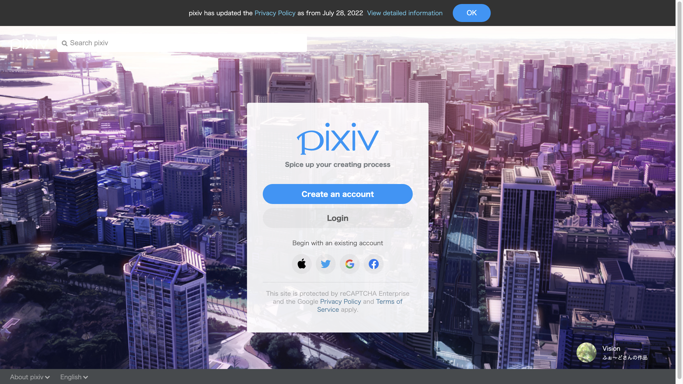 pixiv has updated the Privacy Policy as from July 28, 2022 View detailed information OK
Search pixiv
pixiv
Spice up your creating process
Create an account
Login
Begin with an existing account
This site is protected by reCAPTCHA Enterprise
and the Google Privacy Policy and Terms of
Service apply.
Vision
ふぉ〜どさんの作品
About pixiv English